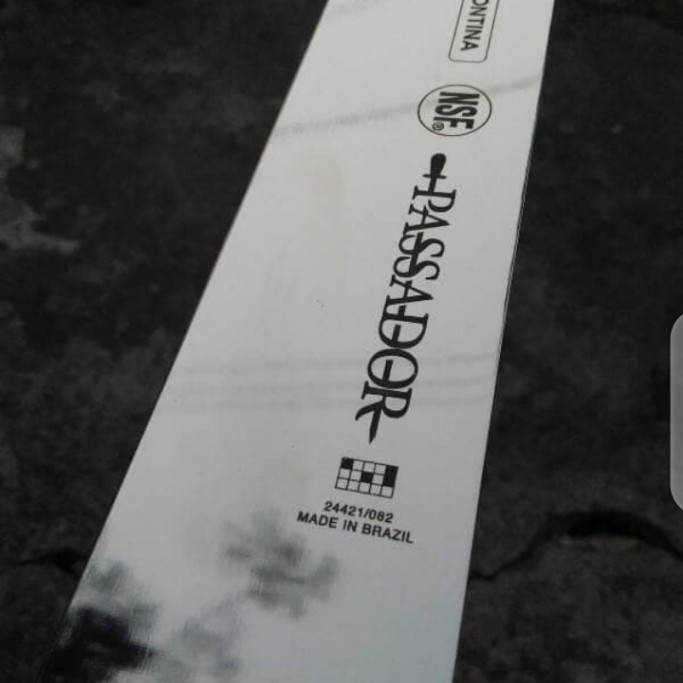 ONTINA
NSF®
PASSADOR
24421/082
MADE IN BRAZIL